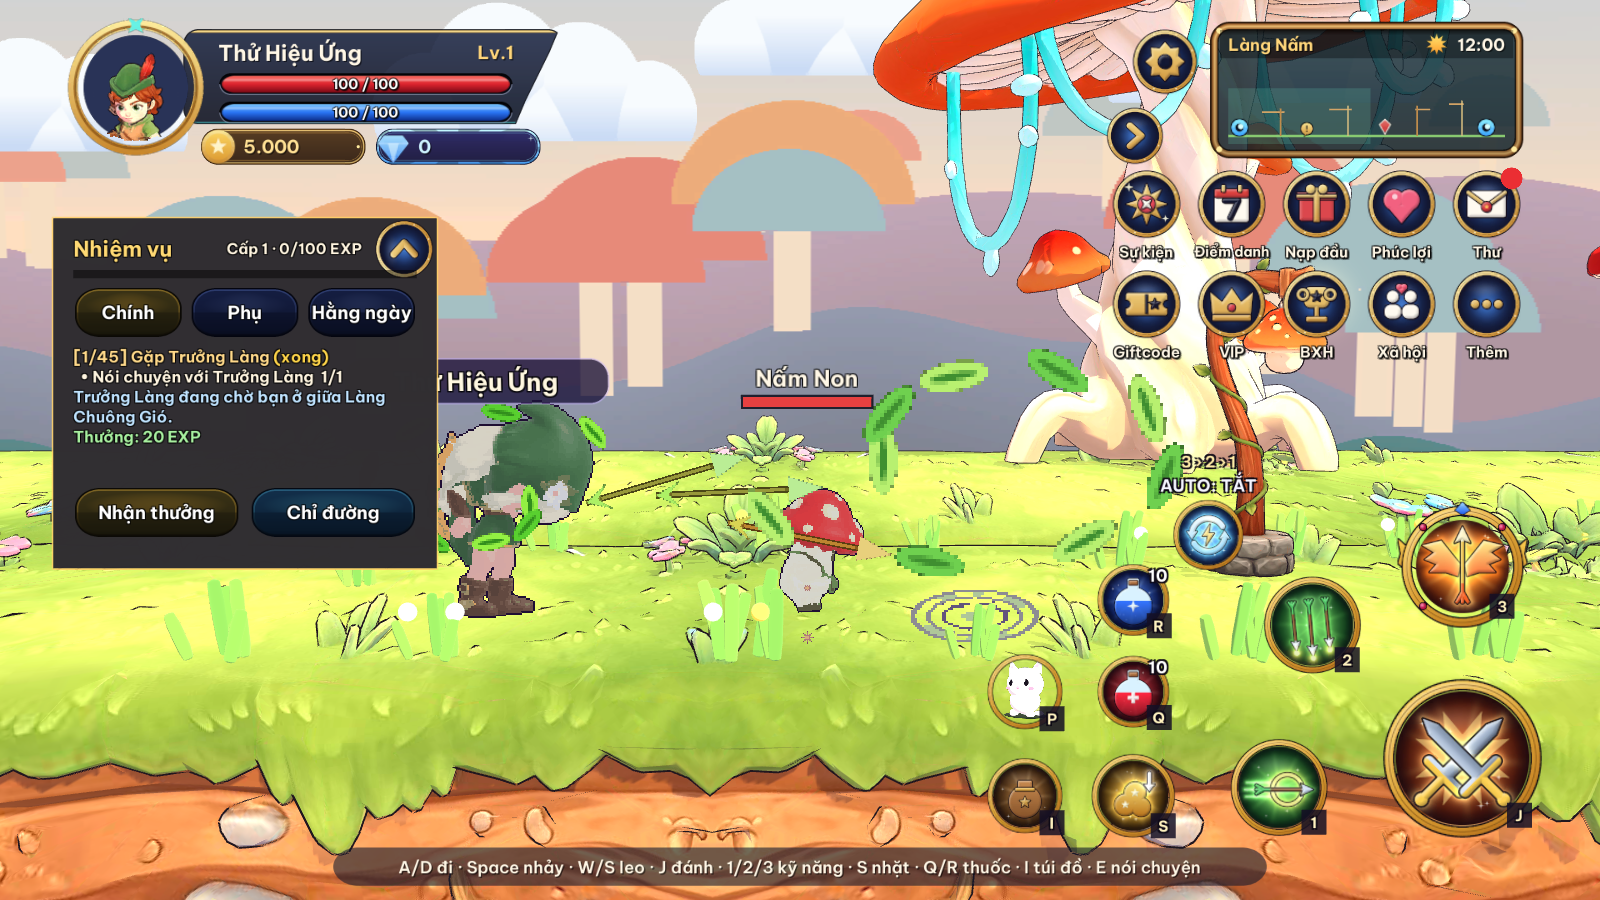 Thử Hiệu Ứng
Lv.1
100 / 100
100 / 100
5.000
0
Làng Nấm
12:00
Nhiệm vụ
Cấp 1 · 0/100 EXP
Chính
Phụ
Hằng ngày
[1/45] Gặp Trưởng Làng (xong)
• Nói chuyện với Trưởng Làng 1/1
Trưởng Làng đang chờ bạn ở giữa Làng
Chuông Gió.
Thưởng: 20 EXP
Nhận thưởng
Chỉ đường
Hiệu Ứng
Nấm Non
7
Sự kiện
Điểm danh
Nạp đầu
Phúc lợi
Thư
Giftcode
VIP
BXH
Xã hội
Thêm
3>2>1
AUTO: TẮT
10
R
3
2
10
Q
P
I
S
1
J
A/D đi · Space nhảy · W/S leo · J đánh · 1/2/3 kỹ năng · S nhặt · Q/R thuốc · I túi đồ · E nói chuyện